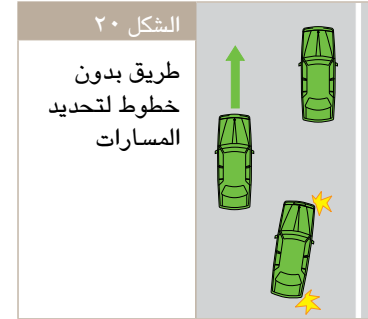 الشكل ٢٠
طريق بدون
خطوط لتحديد
المسارات